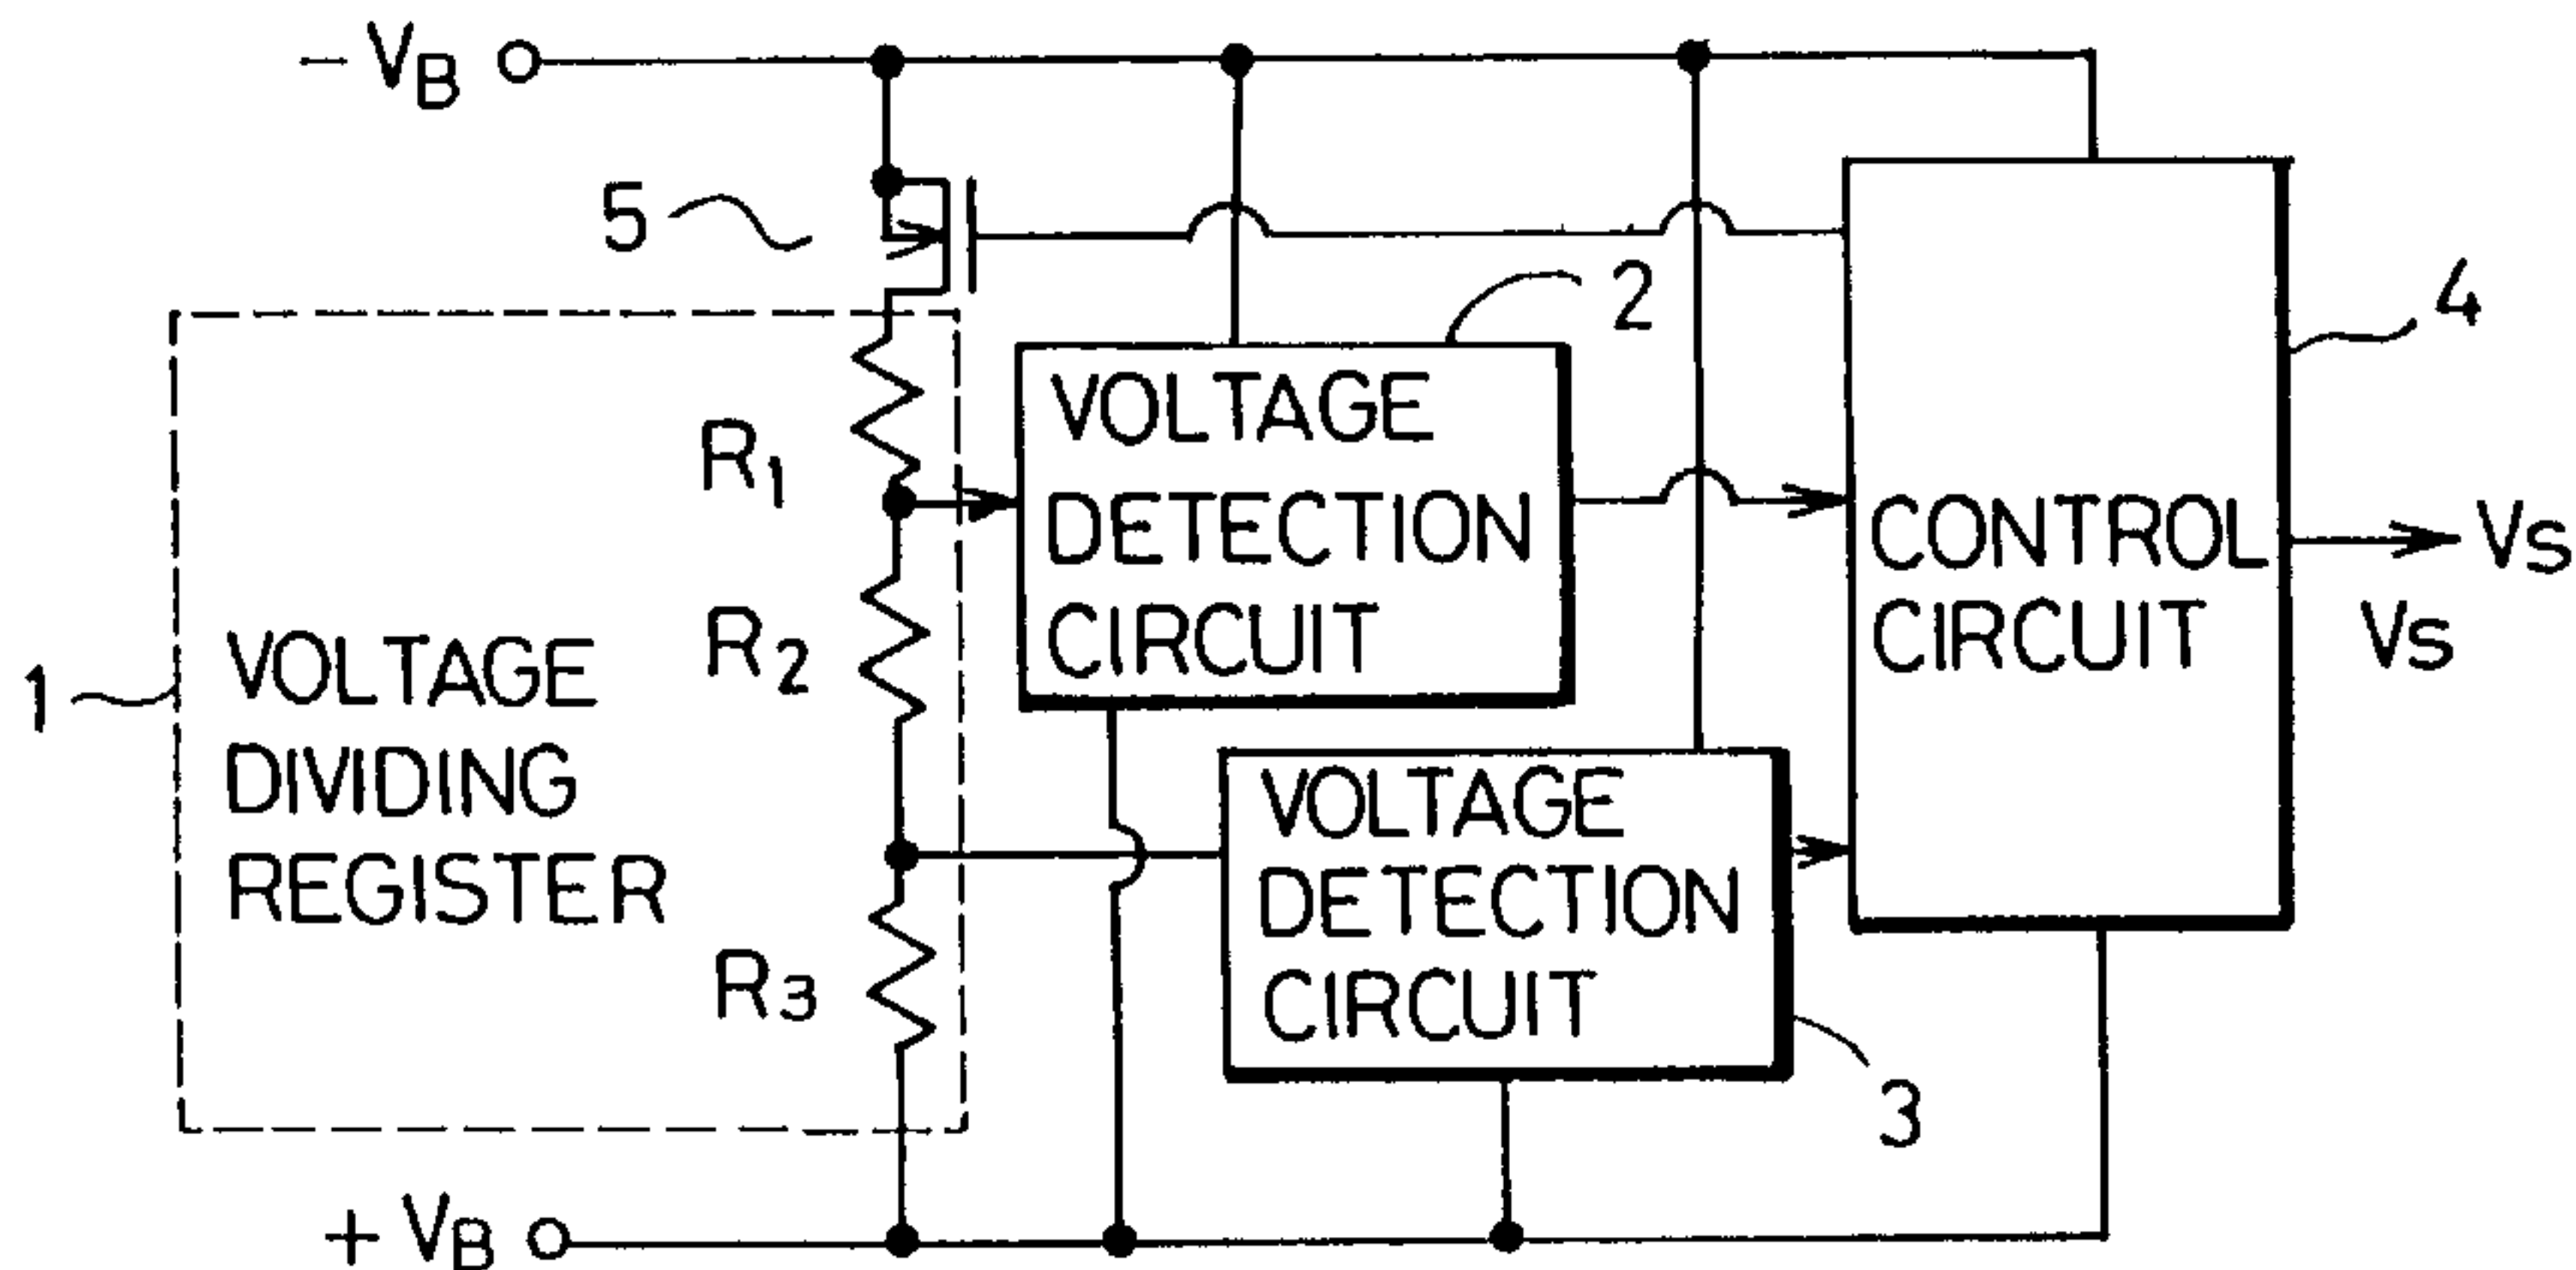 - VB
5
2
4
VOLTAGE
DETECTION
CIRCUIT
R1
CONTROL
CIRCUIT
VS
VS
R2
1
VOLTAGE
DIVIDING
REGISTER
VOLTAGE
DETECTION
CIRCUIT
R3
3
+ VB